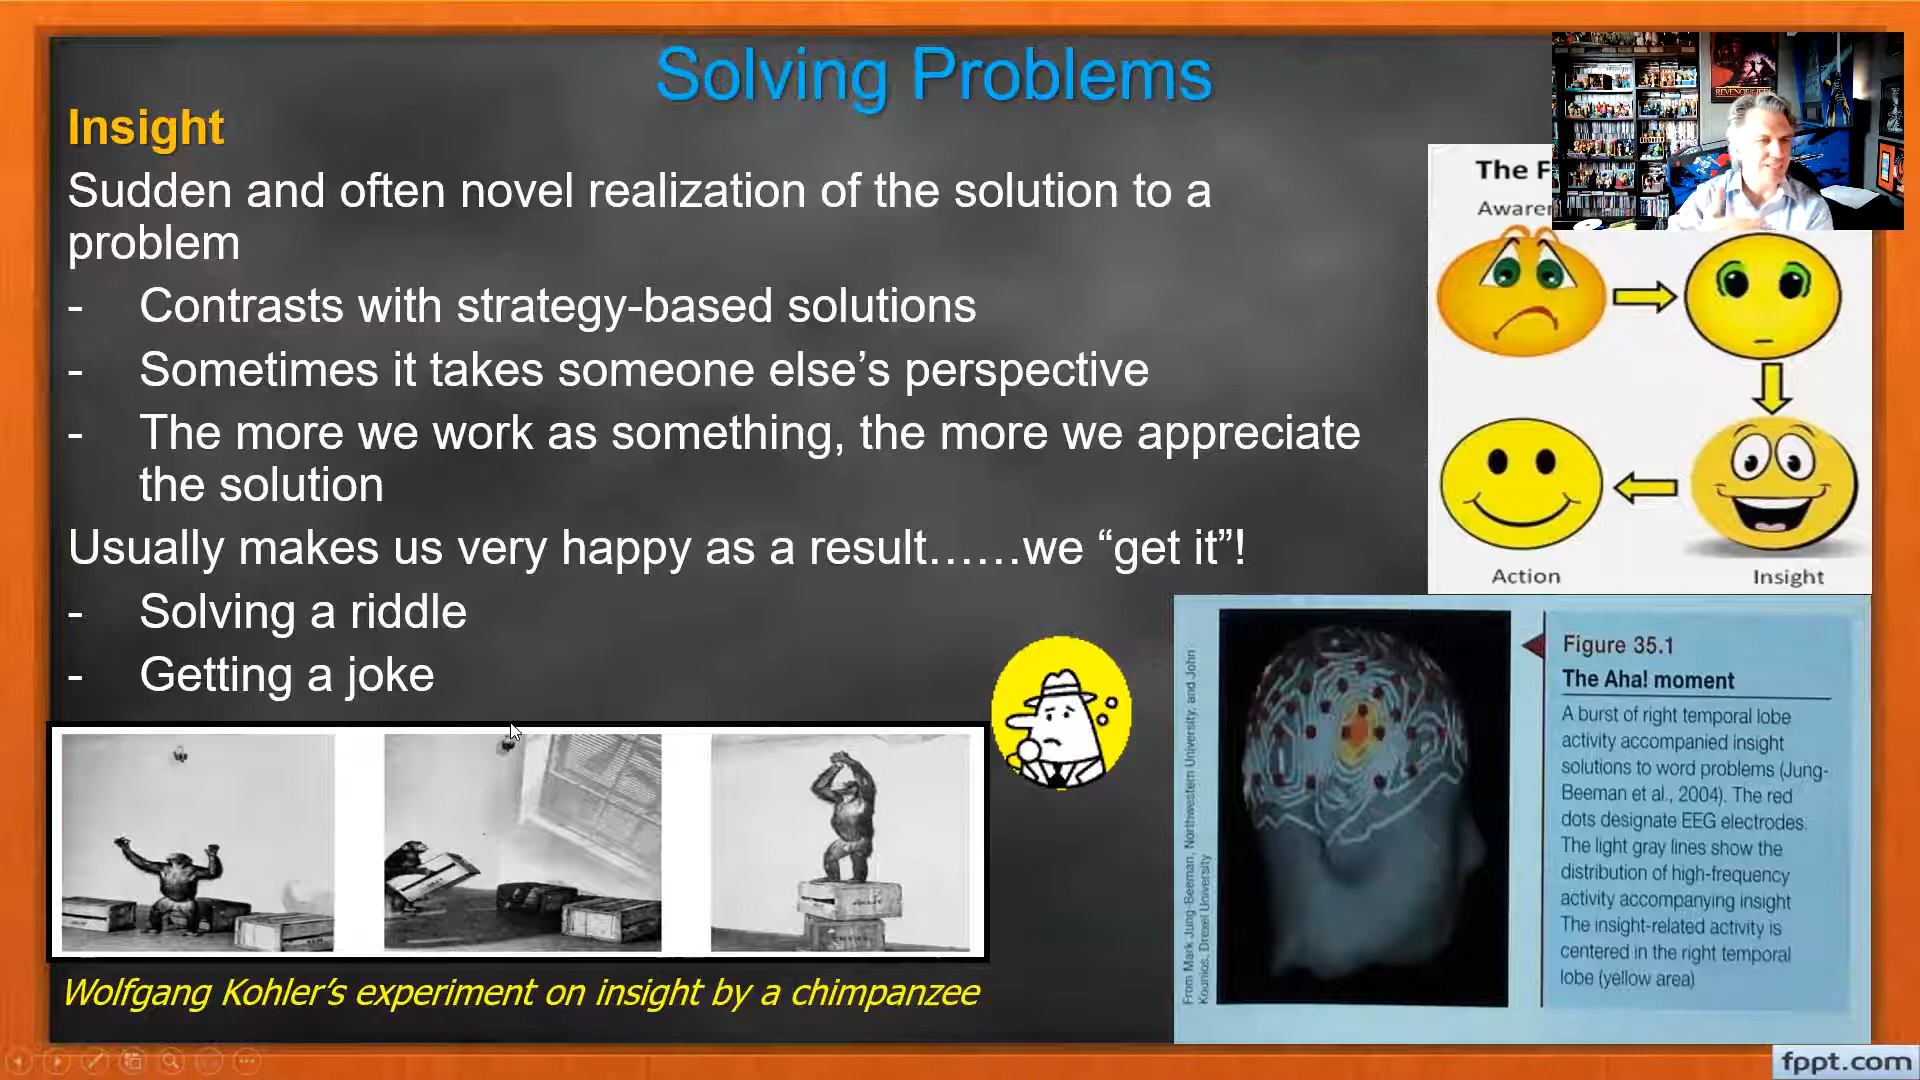 Solving Problems
Insight
Sudden and often novel realization of the solution to a
problem
- Contrasts with strategy-based solutions
- Sometimes it takes someone else’s perspective
- The more we work as something, the more we appreciate
the solution
Usually makes us very happy as a result……we “get it”!
- Solving a riddle
- Getting a joke
Wolfgang Kohler’s experiment on insight by a chimpanzee
The F
Awaren
Action
Insight
From Mark Jung-Beeman, Northwestern University, and John
Kounios, Drexel University
Figure 35.1
The Aha! moment
A burst of right temporal lobe
activity accompanied insight
solutions to word problems (Jung-
Beeman et al., 2004). The red
dots designate EEG electrodes.
The light gray lines show the
distribution of high-frequency
activity accompanying insight
The insight-related activity is
centered in the right temporal
lobe (yellow area)
fppt.com